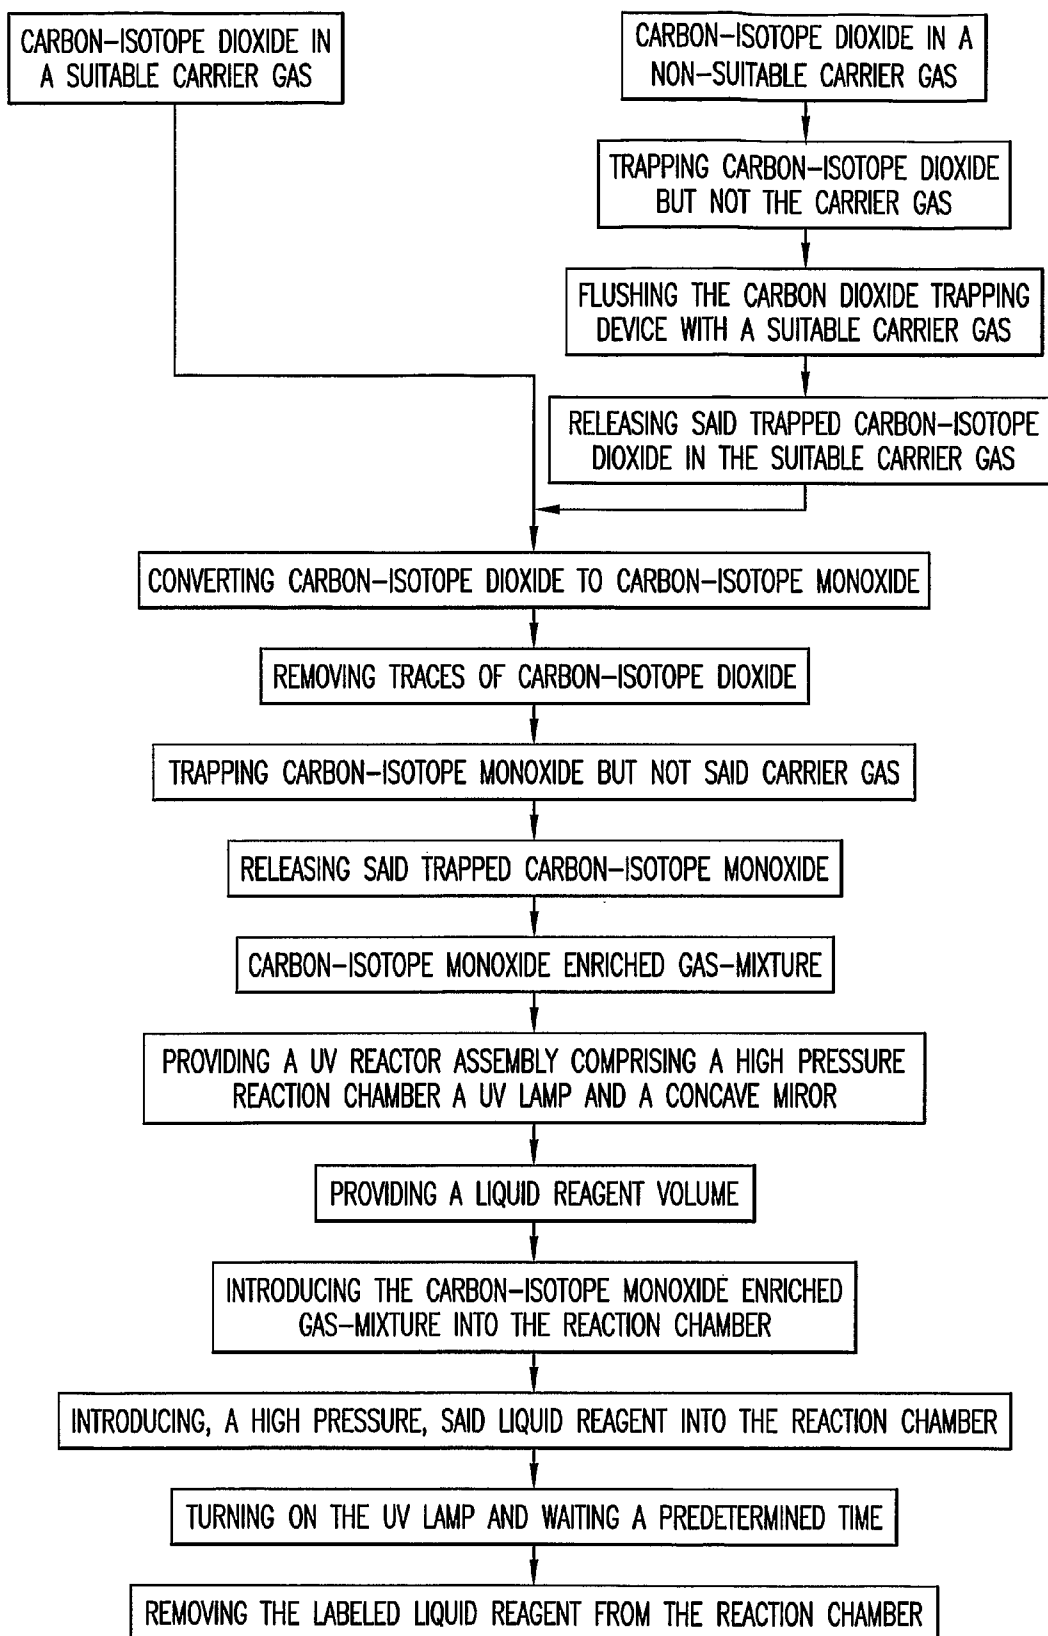 CARBON-ISOTOPE DIOXIDE IN
A SUITABLE CARRIER GAS
CARBON-ISOTOPE DIOXIDE IN A
NON-SUITABLE CARRIER GAS
TRAPPING CARBON-ISOTOPE DIOXIDE
BUT NOT THE CARRIER GAS
FLUSHING THE CARBON DIOXIDE TRAPPING
DEVICE WITH A SUITABLE CARRIER GAS
RELEASING SAID TRAPPED CARBON-ISOTOPE
DIOXIDE IN THE SUITABLE CARRIER GAS
CONVERTING CARBON-ISOTOPE DIOXIDE TO CARBON-ISOTOPE MONOXIDE
REMOVING TRACES OF CARBON-ISOTOPE DIOXIDE
TRAPPING CARBON-ISOTOPE MONOXIDE BUT NOT SAID CARRIER GAS
RELEASING SAID TRAPPED CARBON-ISOTOPE MONOXIDE
CARBON-ISOTOPE MONOXIDE ENRICHED GAS-MIXTURE
PROVIDING A UV REACTOR ASSEMBLY COMPRISING A HIGH PRESSURE
REACTION CHAMBER A UV LAMP AND A CONCAVE MIROR
PROVIDING A LIQUID REAGENT VOLUME
INTRODUCING THE CARBON-ISOTOPE MONOXIDE ENRICHED
GAS-MIXTURE INTO THE REACTION CHAMBER
INTRODUCING, A HIGH PRESSURE, SAID LIQUID REAGENT INTO THE REACTION CHAMBER
TURNING ON THE UV LAMP AND WAITING A PREDETERMINED TIME
REMOVING THE LABELED LIQUID REAGENT FROM THE REACTION CHAMBER